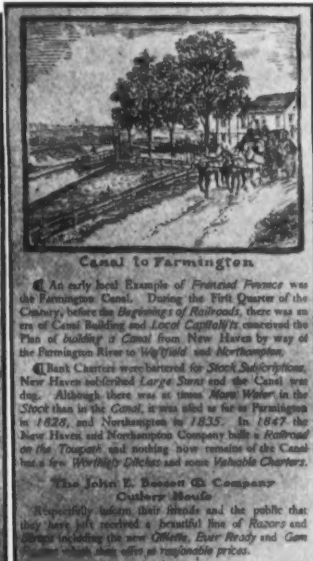 Canal to Farmington
¶ An early local Example of Frenzied Finance was
the Farmington Canal. During the First Quarter of the
Century, before the Beginnings of Railroads, there was an
era of Canal Building and Local Capitalists conceived the
Plan of building a Canal from New Haven by way of
the Farmington River to Westfield and Northampton.
¶ Bank Charters were bartered for Stock Subscriptions,
New Haven subscribed Large Sums and the Canal was
dug. Although there was at times More Water in the
Stock than in the Canal, it was used as far as Farmington
in 1828, and Northampton in 1835. In 1847 the
New Haven and Northampton Company built a Railroad
on the Towpath and nothing now remains of the Canal
but a few Worthless Ditches and some Valuable Charters.
The John E. Bassett & Company
Cutlery House
Respectfully inform their friends and the public that
they have just received a beautiful line of Razors and
Strops including the new Gillette, Ever Ready and Gem
which they offer at reasonable prices.